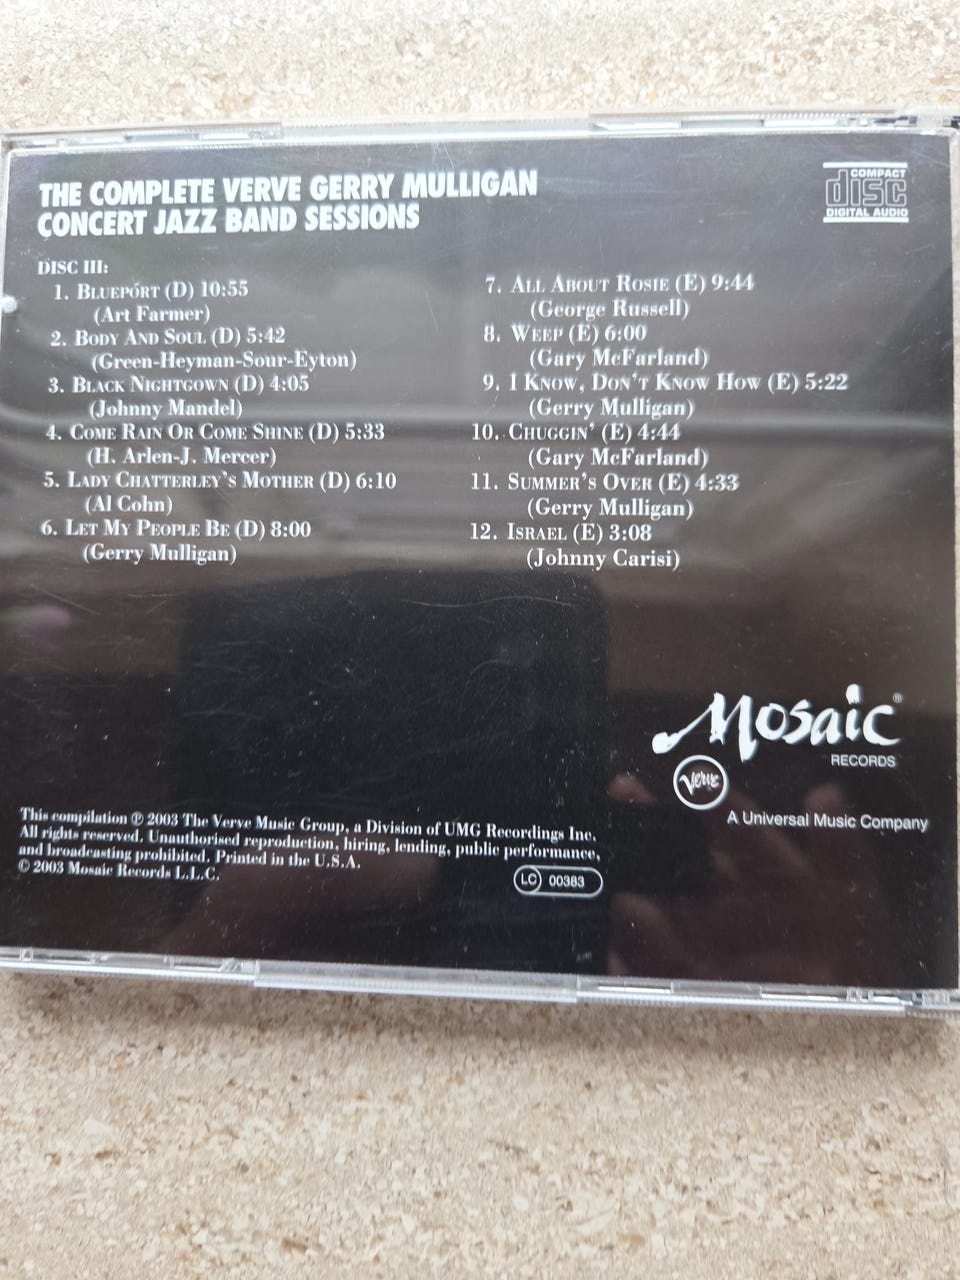 THE COMPLETE VERVE GERRY MULLIGAN
CONCERT JAZZ BAND SESSIONS
COMPACT
disc
DIGITAL AUDIO
DISC III:
1. BLUEPORT (D) 10:55
(Art Farmer)
2. BODY AND SOUL (D) 5:42
(Green-Heyman-Sour-Eyton)
3. BLACK NIGHTGOWN (D) 4:05
(Johnny Mandel)
4. COME RAIN OR COME SHINE (D) 5:33
(H. Arlen-J. Mercer)
5. LADY CHATTERLEY'S MOTHER (D) 6:10
(Al Cohn)
6. LET MY PEOPLE BE (D) 8:00
(Gerry Mulligan)
7. ALL ABOUT ROSIE (E) 9:44
(George Russell)
8. WEEP (E) 6:00
(Gary McFarland)
9. I KNOW, DON'T KNOW HOW (E) 5:22
(Gerry Mulligan)
10. CHUGGIN' (E) 4:44
(Gary McFarland)
11. SUMMER'S OVER (E) 4:33
(Gerry Mulligan)
12. ISRAEL (E) 3:08
(Johnny Carisi)
Mosaic®
RECORDS
Verve
A Universal Music Company
This compilation ℗ 2003 The Verve Music Group, a Division of UMG Recordings Inc.
All rights reserved. Unauthorised reproduction, hiring, lending, public performance,
and broadcasting prohibited. Printed in the U.S.A.
© 2003 Mosaic Records L.L.C.
LC 00383